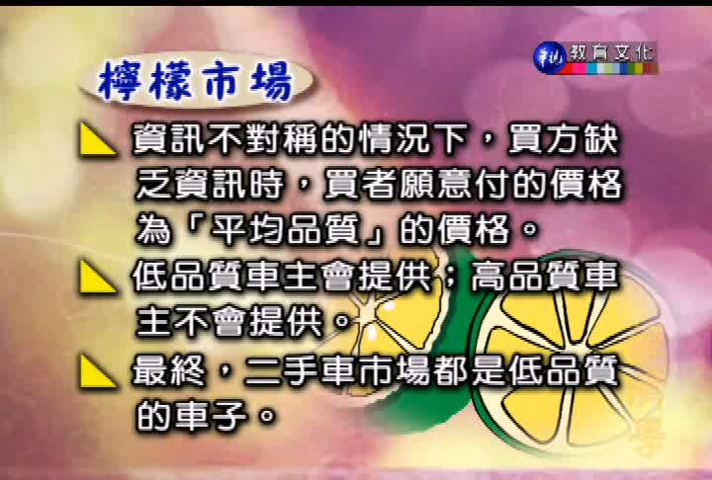 檸檬市場
華視 教育文化
資訊不對稱的情況下，買方缺
乏資訊時，買者願意付的價格
為「平均品質」的價格。
低品質車主會提供；高品質車
主不會提供。
最終，二手車市場都是低品質
的車子。
學